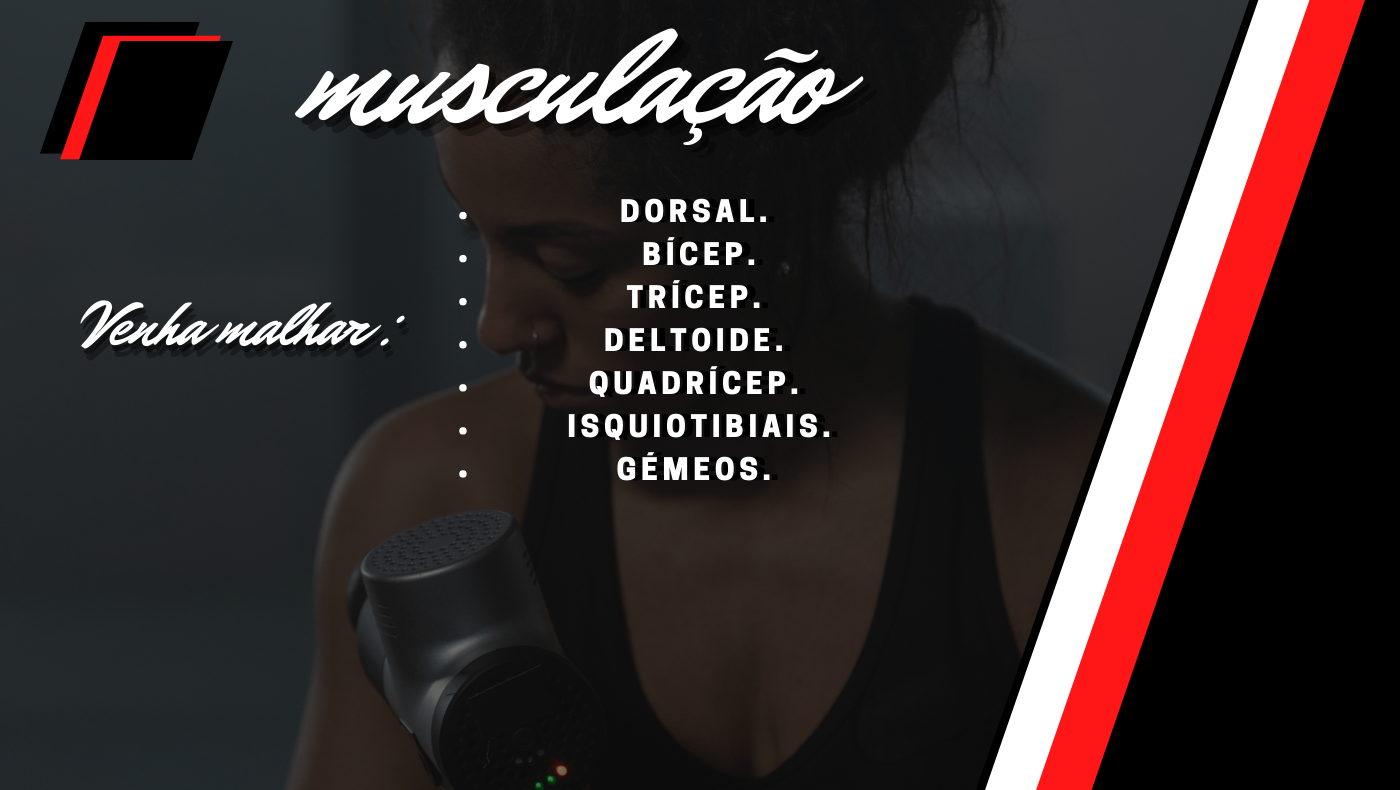 musculação
Venha malhar :
• DORSAL.
• BÍCEP.
• TRÍCEP.
• DELTOIDE.
• QUADRÍCEP.
• ISQUIOTIBIAIS.
• GÉMEOS.